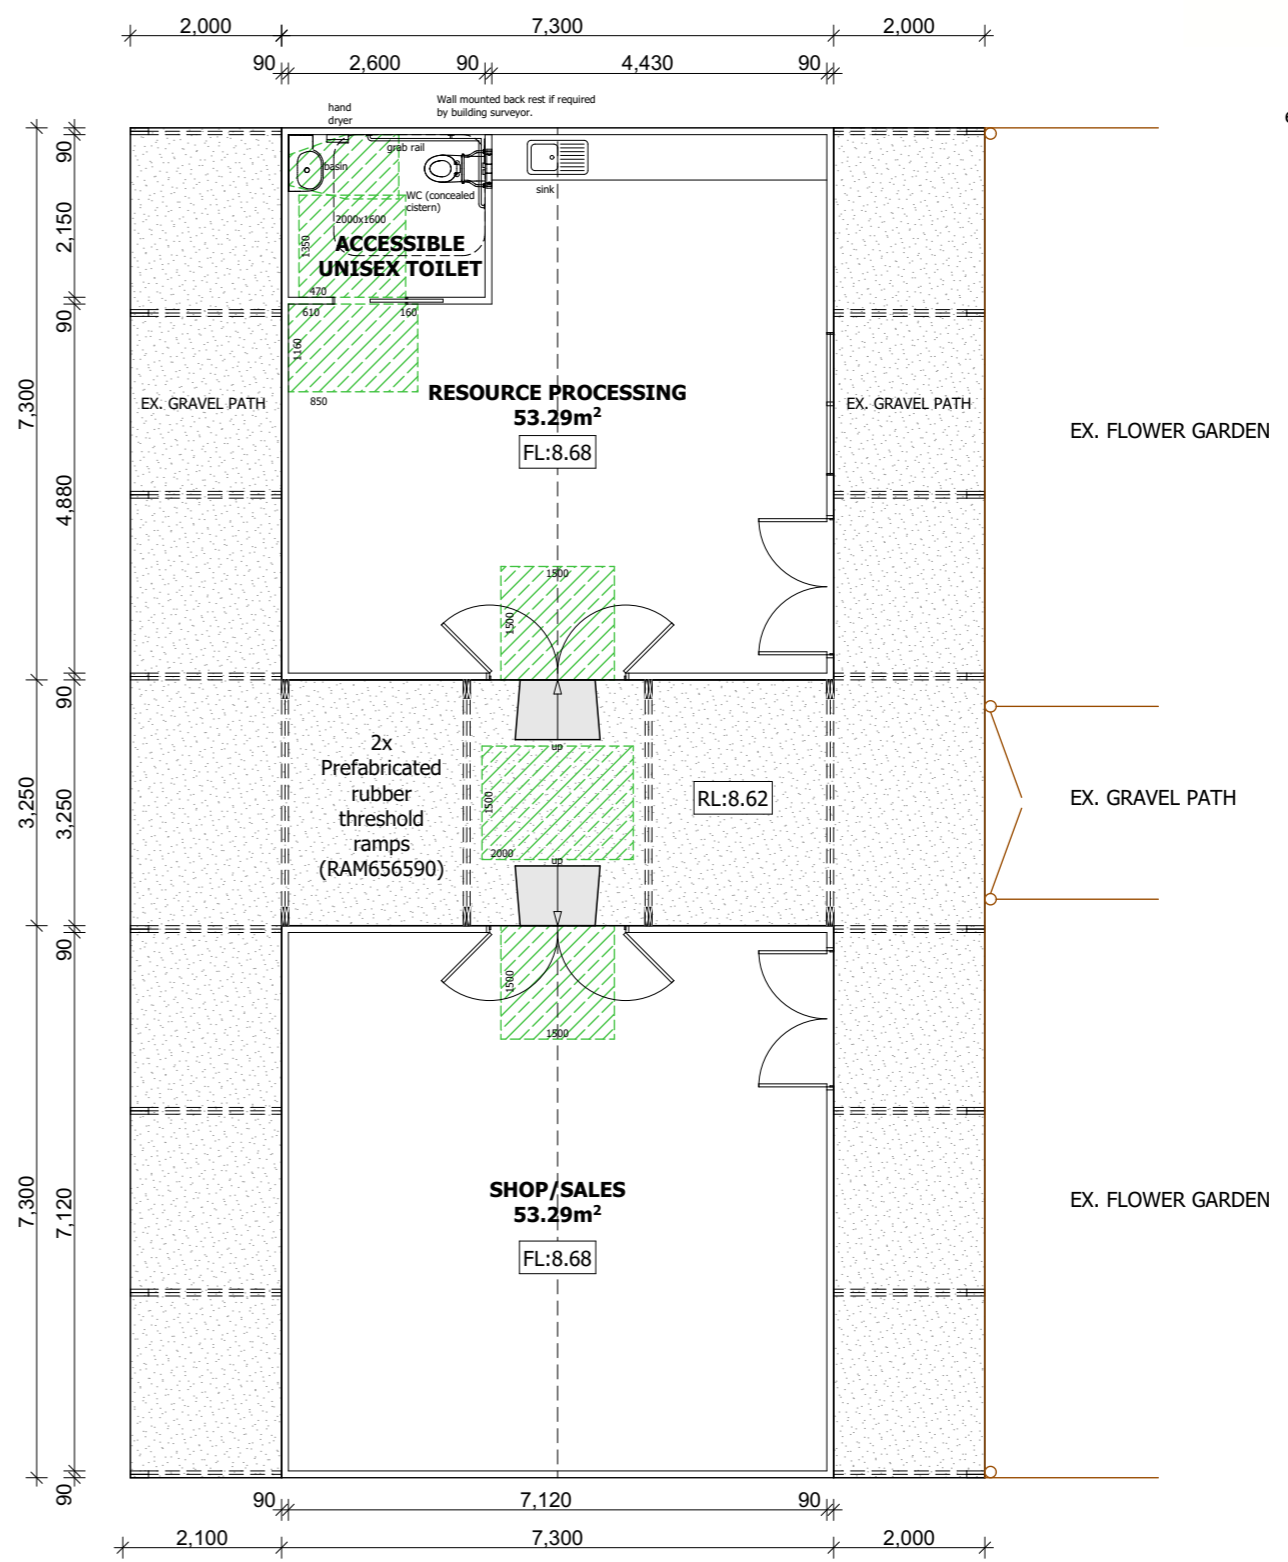 2,000
7,300
2,000
90
2,600
90
4,430
90
Wall mounted back rest if required
by building surveyor.
hand
dryer
grab rail
basin
WC (concealed
cistern)
sink
2000x1600
1350
ACCESSIBLE
UNISEX TOILET
470
610
160
1160
850
90
2,150
90
7,300
4,880
90
EX. GRAVEL PATH
RESOURCE PROCESSING
53.29m²
FL:8.68
EX. GRAVEL PATH
EX. FLOWER GARDEN
1500
1500
up
2x
Prefabricated
rubber
threshold
ramps
(RAM656590)
1500
2000
up
RL:8.62
EX. GRAVEL PATH
3,250
3,250
90
1500
1500
SHOP/SALES
53.29m²
FL:8.68
EX. FLOWER GARDEN
7,300
7,120
90
90
7,120
90
2,100
7,300
2,000